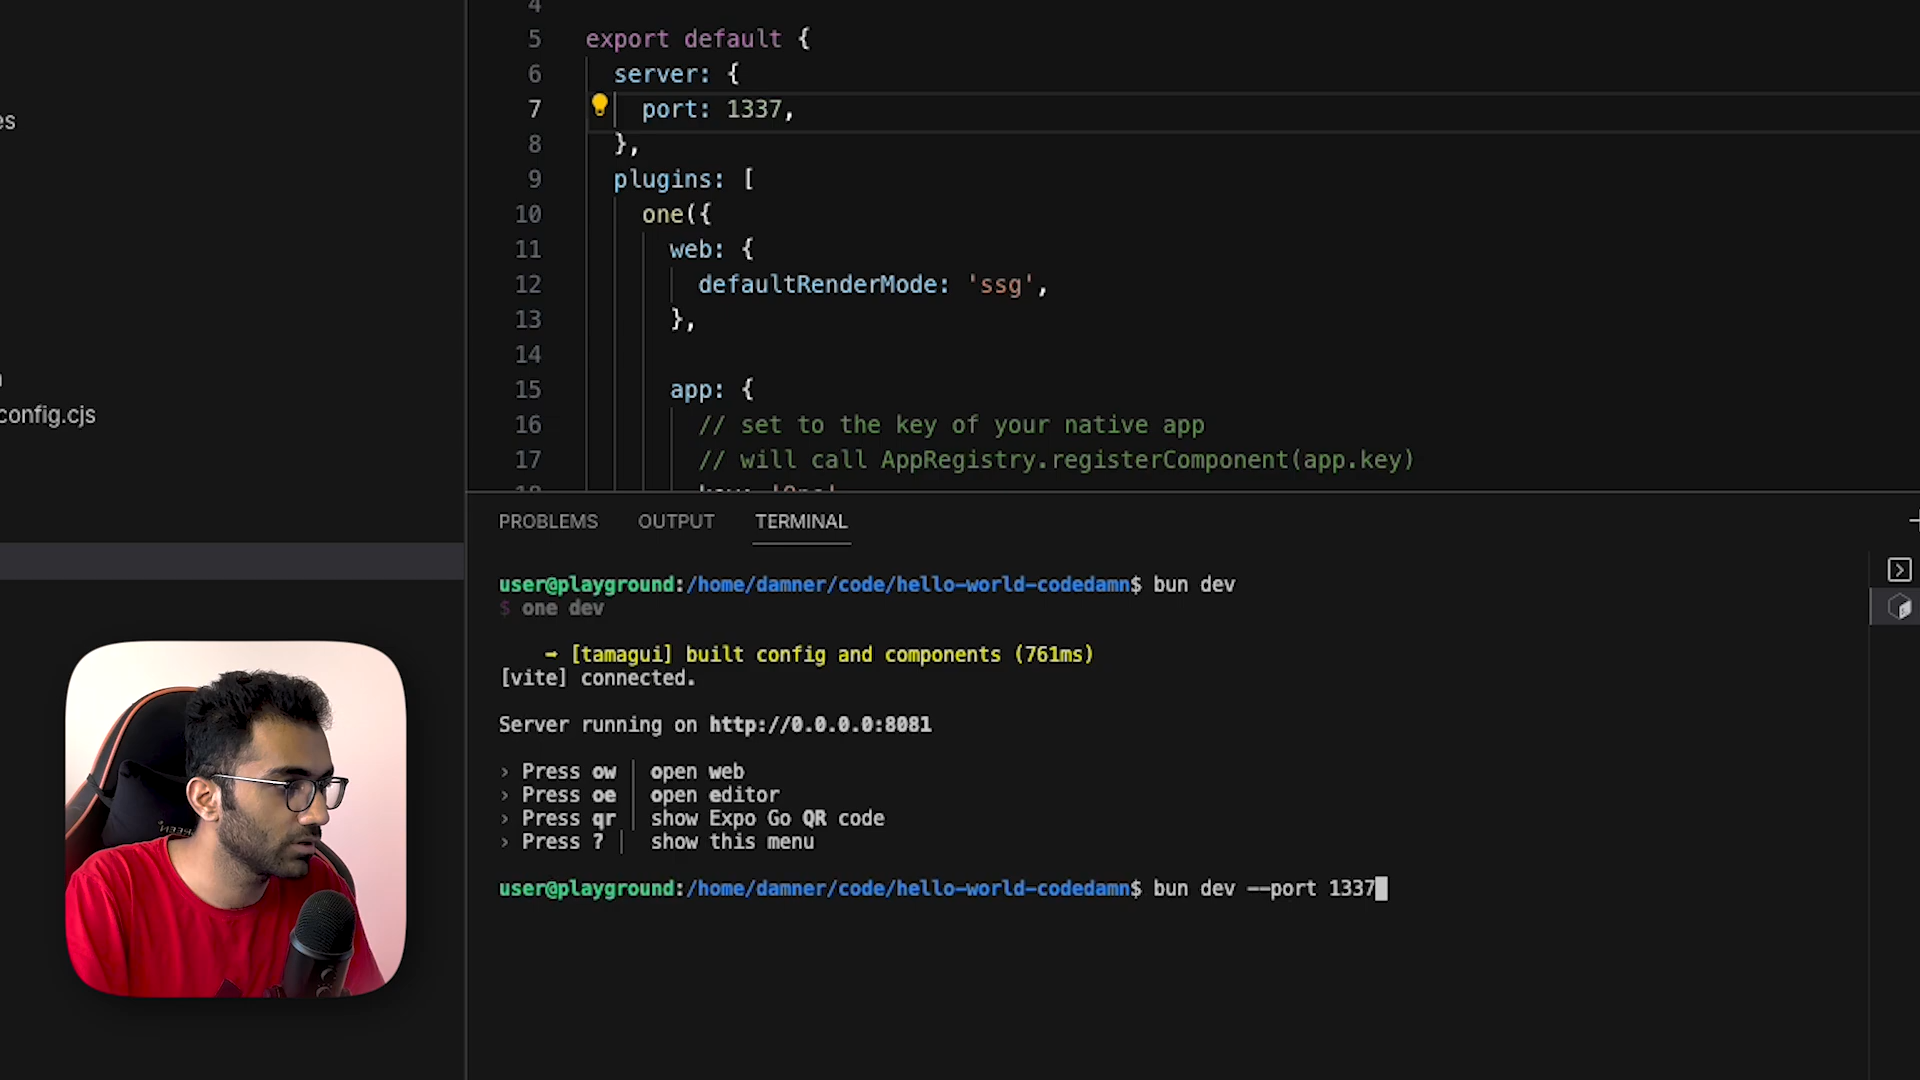 4
5 export default {
6 server: {
7 port: 1337,
8 },
9 plugins: [
10 one({
11 web: {
12 defaultRenderMode: 'ssg',
13 },
14
15 app: {
16 // set to the key of your native app
17 // will call AppRegistry.registerComponent(app.key)
18 key: 'One',
es
config.cjs
PROBLEMS OUTPUT TERMINAL
user@playground:/home/damner/code/hello-world-codedamn$ bun dev
$ one dev
→ [tamagui] built config and components (761ms)
[vite] connected.
Server running on http://0.0.0.0:8081
› Press ow │ open web
› Press oe │ open editor
› Press qr │ show Expo Go QR code
› Press ? │ show this menu
user@playground:/home/damner/code/hello-world-codedamn$ bun dev --port 1337